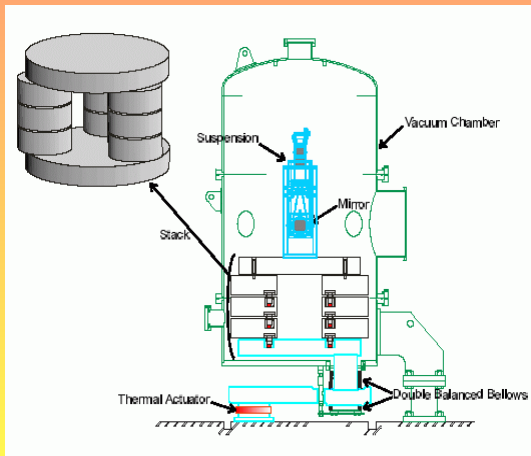 Suspension
Vacuum Chamber
Mirror
Stack
Thermal Actuator
Double Balanced Bellows